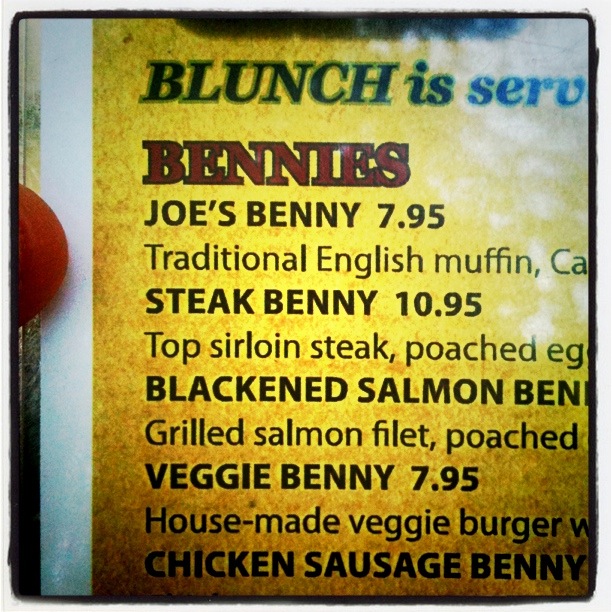 BLUNCH is serv
BENNIES
JOE'S BENNY 7.95
Traditional English muffin, Ca
STEAK BENNY 10.95
Top sirloin steak, poached eg
BLACKENED SALMON BEN
Grilled salmon filet, poached
VEGGIE BENNY 7.95
House-made veggie burger w
CHICKEN SAUSAGE BENNY